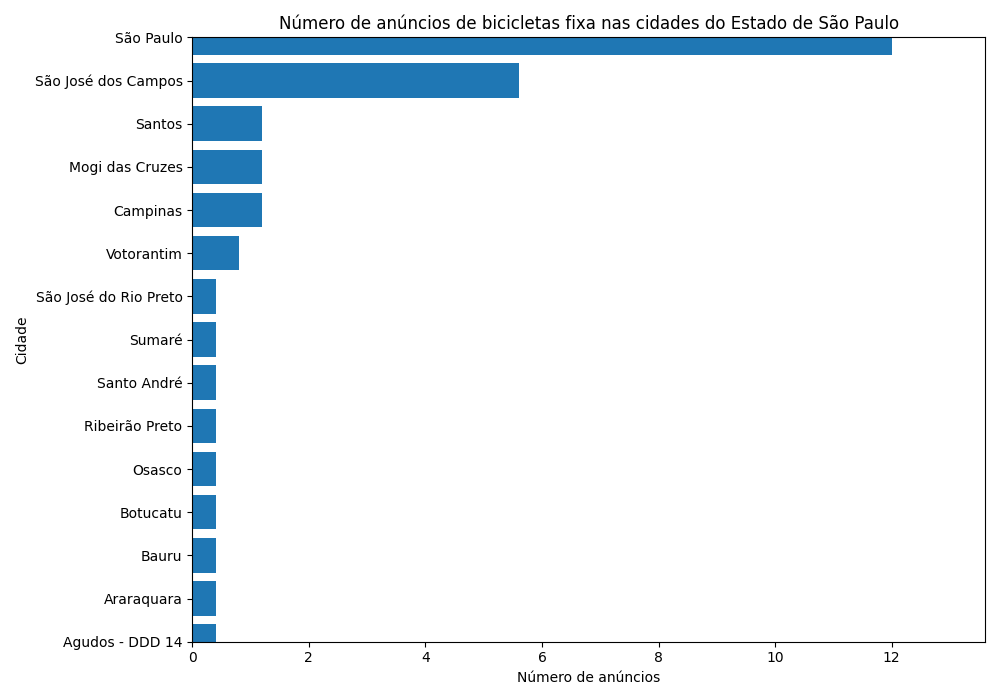 Número de anúncios de bicicletas fixa nas cidades do Estado de São Paulo
São Paulo
São José dos Campos
Santos
Mogi das Cruzes
Campinas
Votorantim
São José do Rio Preto
Sumaré
Santo André
Ribeirão Preto
Osasco
Botucatu
Bauru
Araraquara
Agudos - DDD 14
Cidade
0 2 4 6 8 10 12
Número de anúncios